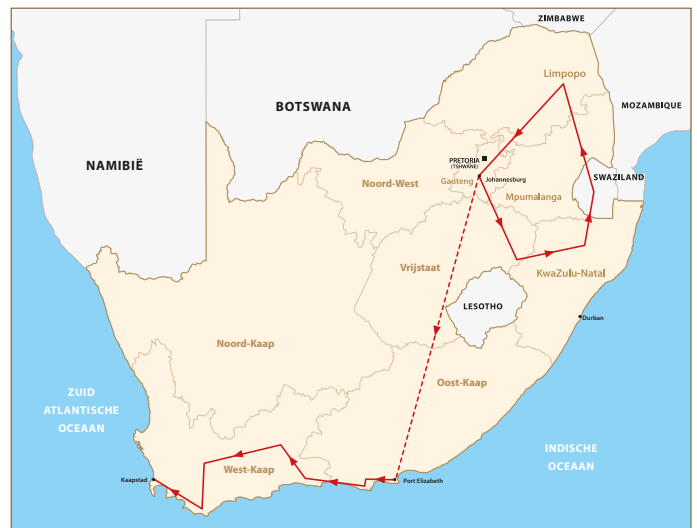 ZIMBABWE
Limpopo
BOTSWANA
MOZAMBIQUE
NAMIBIË
PRETORIA
(TSHWANE)
Noord-West
Gauteng
Johannesburg
SWAZILAND
Mpumalanga
Vrijstaat
KwaZulu-Natal
LESOTHO
Durban
Noord-Kaap
Oost-Kaap
ZUID
ATLANTISCHE
OCEAAN
INDISCHE
OCEAAN
West-Kaap
Kaapstad
Port Elizabeth